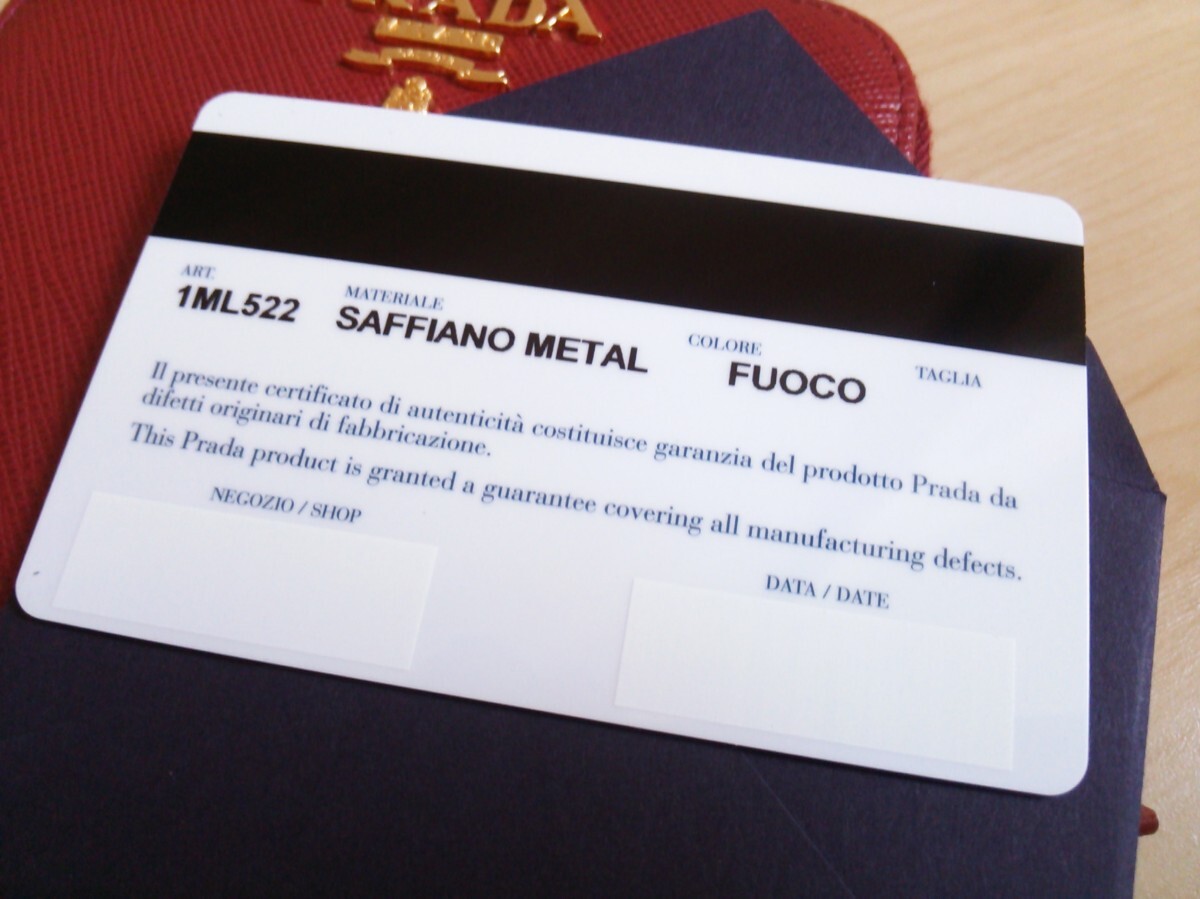 PRADA
ART.
1ML522
MATERIALE
SAFFIANO METAL
COLORE
FUOCO
TAGLIA
Il presente certificato di autenticità costituisce garanzia del prodotto Prada da
difetti originari di fabbricazione.
This Prada product is granted a guarantee covering all manufacturing defects.
NEGOZIO / SHOP
DATA / DATE